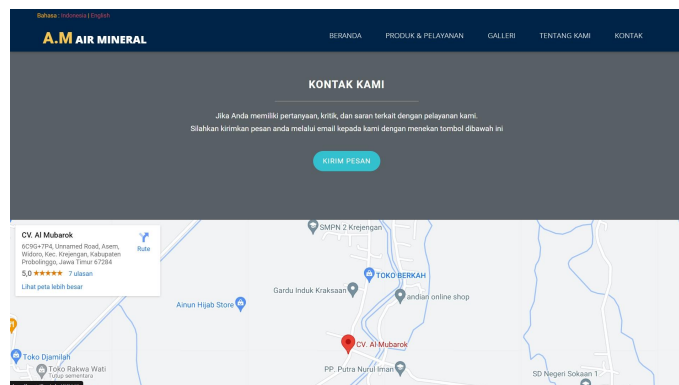 Bahasa : Indonesia | English
A.M AIR MINERAL
BERANDA PRODUK & PELAYANAN GALLERI TENTANG KAMI KONTAK
KONTAK KAMI
Jika Anda memiliki pertanyaan, kritik, dan saran terkait dengan pelayanan kami.
Silahkan kirimkan pesan anda melalui email kepada kami dengan menekan tombol dibawah ini
KIRIM PESAN
CV. Al Mubarok
6C9G+7P4, Unnamed Road, Asem,
Widoro, Kec. Krejengan, Kabupaten
Probolinggo, Jawa Timur 67284
Rute
5,0 7 ulasan
Lihat peta lebih besar
SMPN 2 Krejengan
TOKO BERKAH
Gardu Induk Kraksaan
andian online shop
Ainun Hijab Store
CV. Al Mubarok
Toko Djamilah
Toko Rakwa Wati
Tutup sementara
PP. Putra Nurul Iman
SD Negeri Sokaan 1